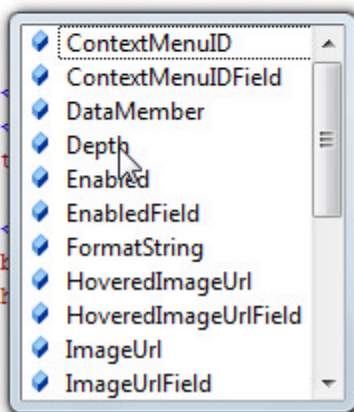 ContextMenuID
ContextMenuIDField
DataMember
Depth
Enabled
EnabledField
FormatString
HoveredImageUrl
HoveredImageUrlField
ImageUrl
ImageUrlField